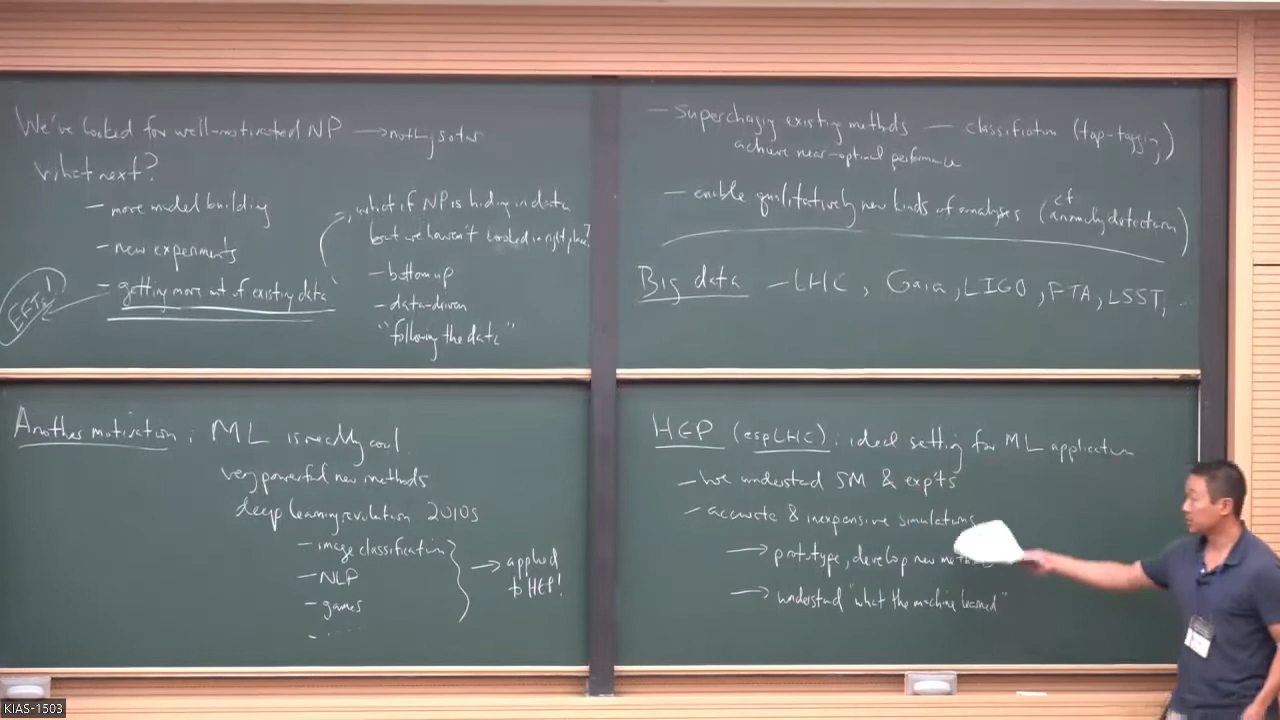 We've looked for well-motivated NP → nothing so far
What next?
- more model building
- new experiments
- getting more out of existing data
EFTs!
what if NP is hiding in data
but we haven't looked in right place?
- bottom up
- data-driven
"following the data"
- supercharging existing methods — classification (top-tagging)
achieve near-optimal performance
- enable qualitatively new kinds of analyses (cf anomaly detection)
Big data - LHC, Gaia, LIGO, PTA, LSST, ...
Another motivation: ML is really cool.
very powerful new methods
deep learning revolution 2010s
- image classification
- NLP
- games
- .....
→ applied
to HEP!
HEP (esp LHC): ideal setting for ML application
- We understand SM & exp'ts
- accurate & inexpensive simulations
→ prototype, develop new
→ understand "what the machine learned"
KIAS-1503